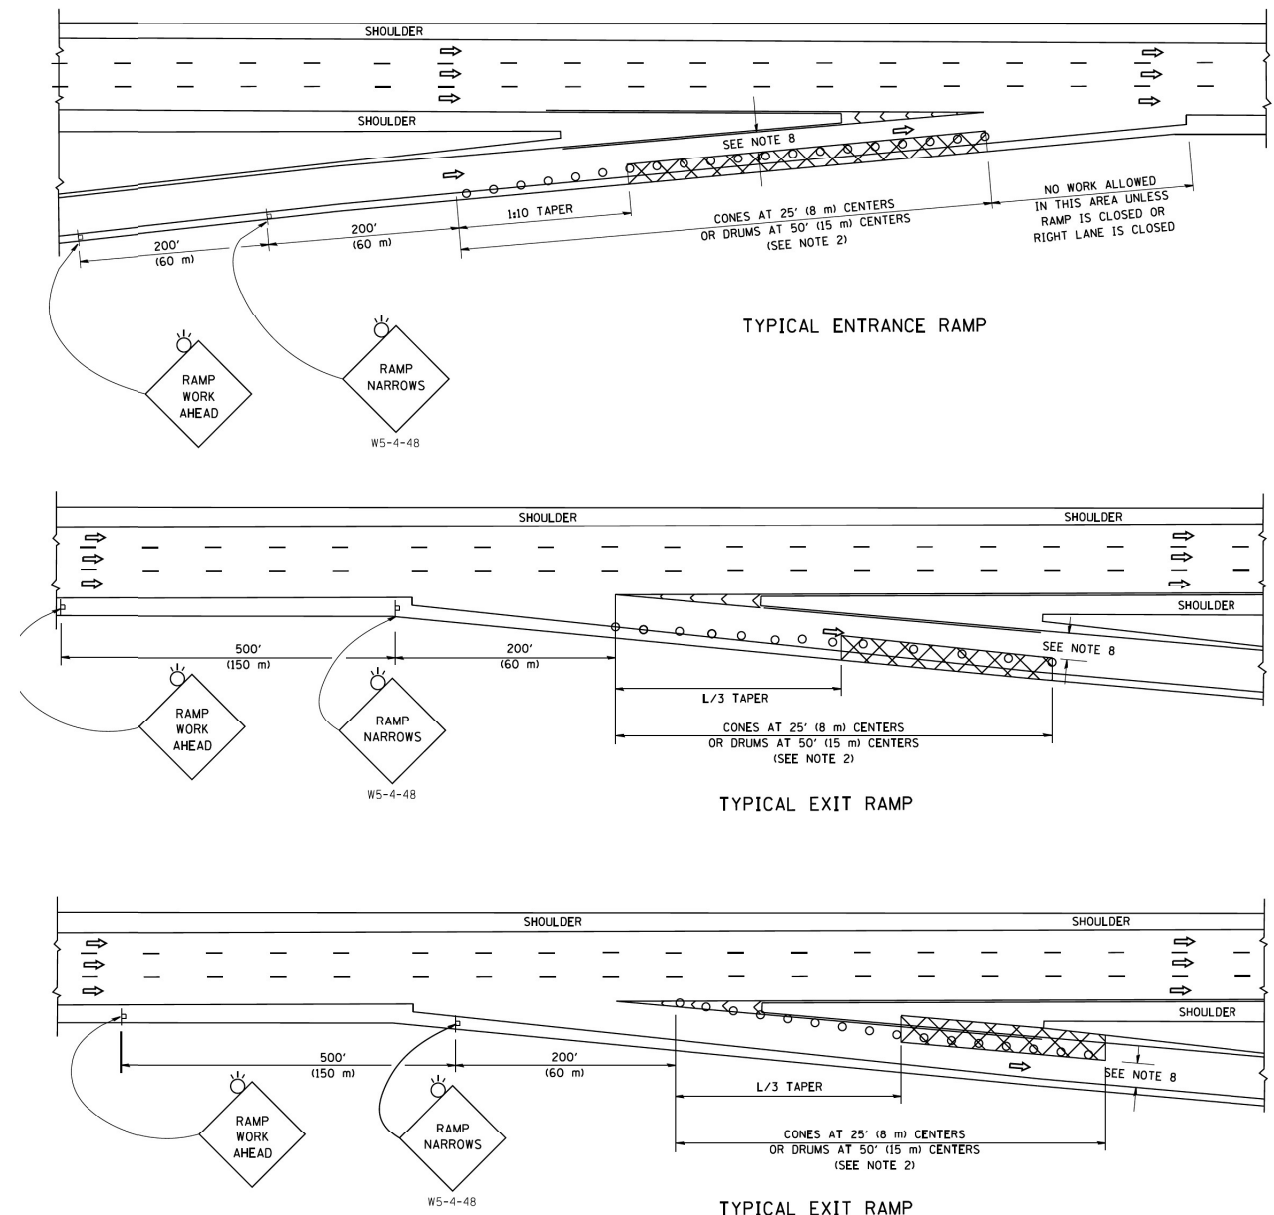 SHOULDER
SHOULDER
SEE NOTE 8
1:10 TAPER
CONES AT 25' (8 m) CENTERS
OR DRUMS AT 50' (15 m) CENTERS
(SEE NOTE 2)
NO WORK ALLOWED
IN THIS AREA UNLESS
RAMP IS CLOSED OR
RIGHT LANE IS CLOSED
200'
(60 m)
200'
(60 m)
TYPICAL ENTRANCE RAMP
RAMP
WORK
AHEAD
RAMP
NARROWS
W5-4-48
SHOULDER
SHOULDER
SHOULDER
SEE NOTE 8
500'
(150 m)
200'
(60 m)
L/3 TAPER
CONES AT 25' (8 m) CENTERS
OR DRUMS AT 50' (15 m) CENTERS
(SEE NOTE 2)
RAMP
WORK
AHEAD
RAMP
NARROWS
W5-4-48
TYPICAL EXIT RAMP
SHOULDER
SHOULDER
SHOULDER
500'
(150 m)
200'
(60 m)
SEE NOTE 8
L/3 TAPER
CONES AT 25' (8 m) CENTERS
OR DRUMS AT 50' (15 m) CENTERS
(SEE NOTE 2)
RAMP
WORK
AHEAD
RAMP
NARROWS
W5-4-48
TYPICAL EXIT RAMP